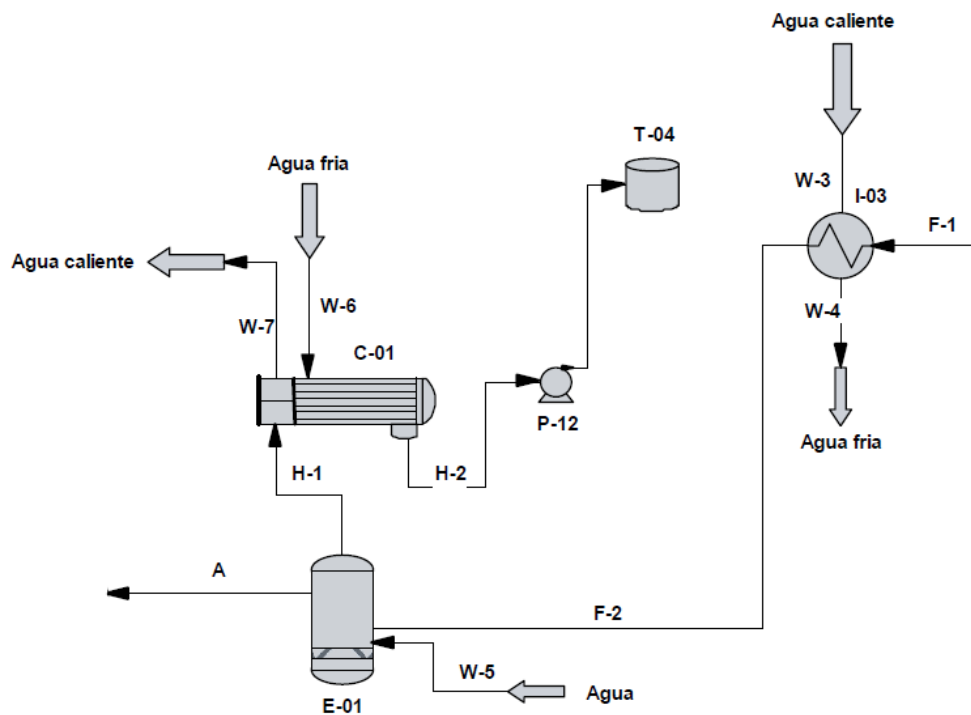 Agua caliente
T-04
Agua fria
W-3
I-03
F-1
Agua caliente
W-6
W-7
W-4
C-01
P-12
Agua fria
H-1
H-2
A
F-2
W-5
Agua
E-01